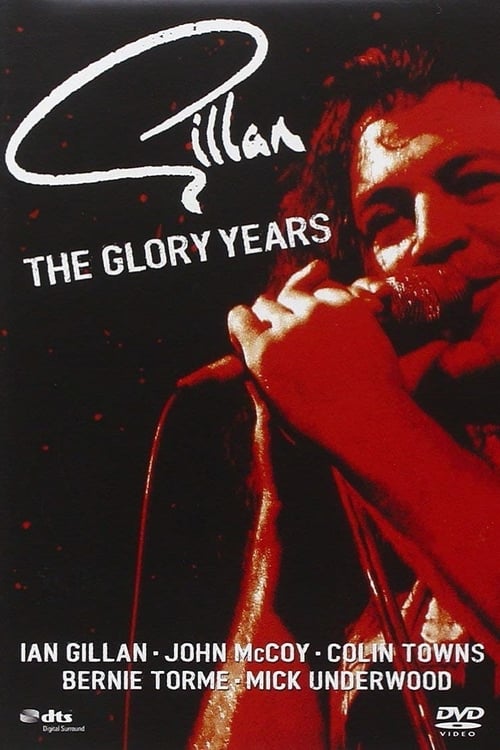 Gillan
THE GLORY YEARS
IAN GILLAN · JOHN McCOY · COLIN TOWNS
BERNIE TORME · MICK UNDERWOOD
dts
Digital Surround
DVD
VIDEO